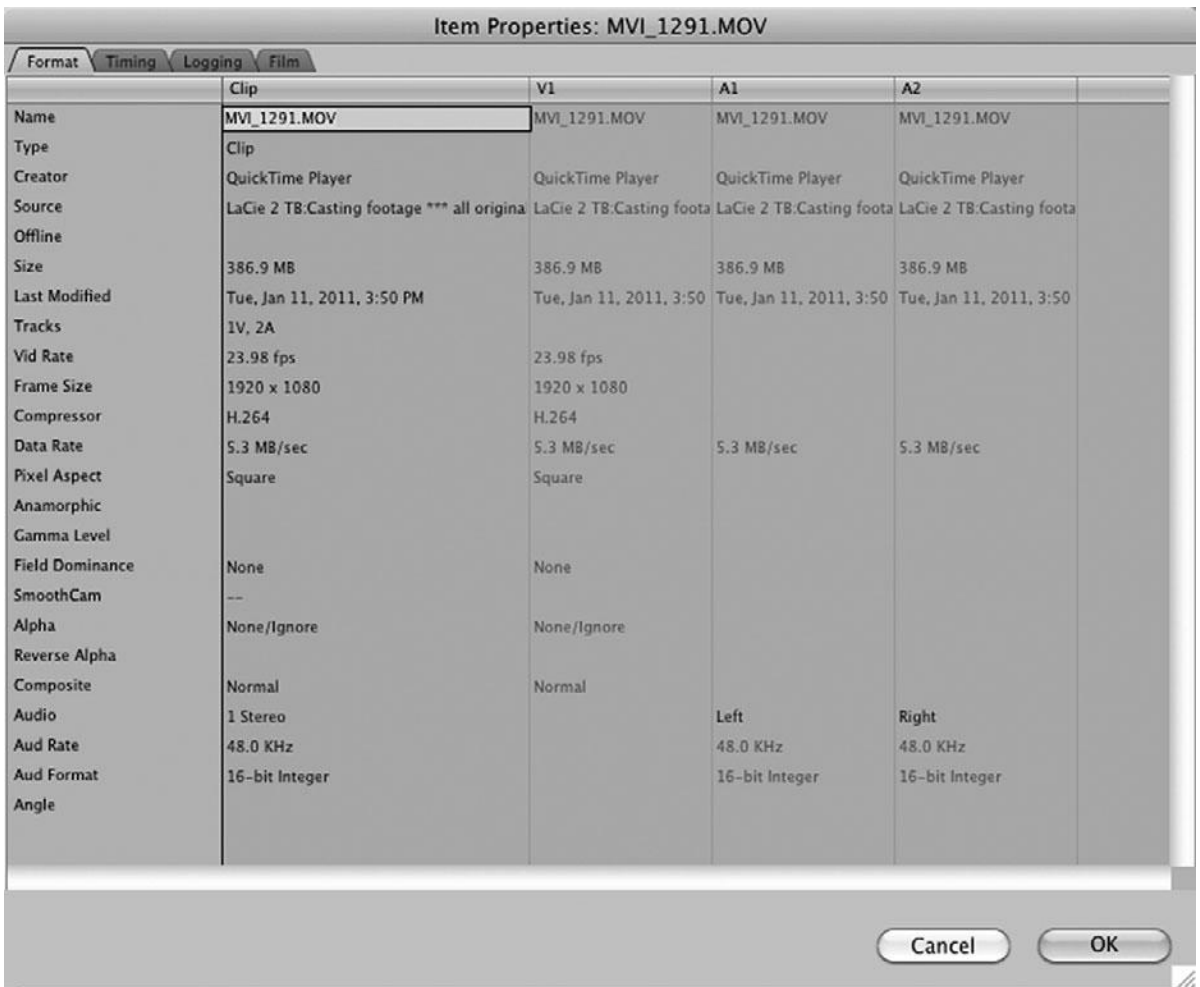 Item Properties: MVI_1291.MOV
Format Timing Logging Film
Clip V1 A1 A2
Name MVI_1291.MOV MVI_1291.MOV MVI_1291.MOV MVI_1291.MOV
Type Clip
Creator QuickTime Player QuickTime Player QuickTime Player QuickTime Player
Source LaCie 2 TB:Casting footage *** all origina LaCie 2 TB:Casting foota LaCie 2 TB:Casting foota LaCie 2 TB:Casting foota
Offline
Size 386.9 MB 386.9 MB 386.9 MB 386.9 MB
Last Modified Tue, Jan 11, 2011, 3:50 PM Tue, Jan 11, 2011, 3:50 Tue, Jan 11, 2011, 3:50 Tue, Jan 11, 2011, 3:50
Tracks 1V, 2A
Vid Rate 23.98 fps 23.98 fps
Frame Size 1920 x 1080 1920 x 1080
Compressor H.264 H.264
Data Rate 5.3 MB/sec 5.3 MB/sec 5.3 MB/sec 5.3 MB/sec
Pixel Aspect Square Square
Anamorphic
Gamma Level
Field Dominance None None
SmoothCam --
Alpha None/Ignore None/Ignore
Reverse Alpha
Composite Normal Normal
Audio 1 Stereo Left Right
Aud Rate 48.0 KHz 48.0 KHz 48.0 KHz
Aud Format 16-bit Integer 16-bit Integer 16-bit Integer
Angle
Cancel OK